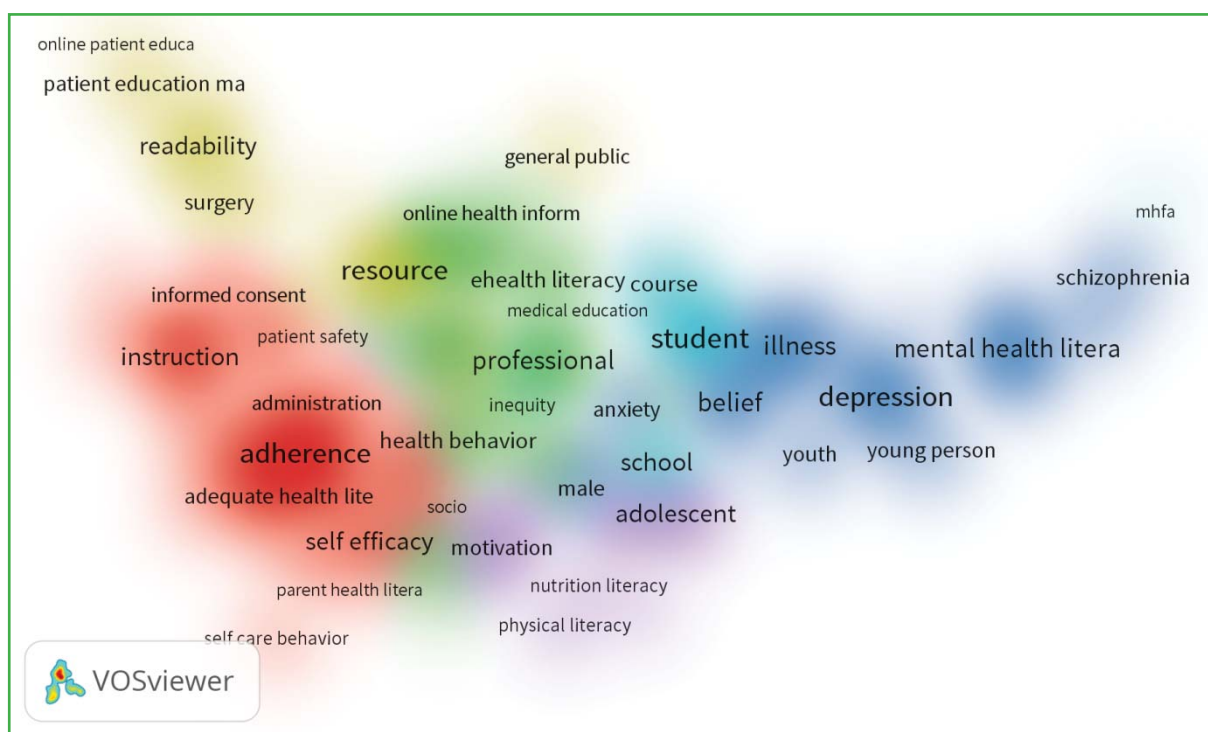 online patient educa
patient education ma
readability
general public
surgery
online health inform
mhfa
resource
ehealth literacy
course
schizophrenia
informed consent
medical education
patient safety
student
illness
mental health litera
instruction
professional
administration
inequity
anxiety
belief
depression
adherence
health behavior
school
youth
young person
adequate health lite
socio
male
adolescent
self efficacy
motivation
parent health litera
nutrition literacy
physical literacy
self care behavior
VOSviewer